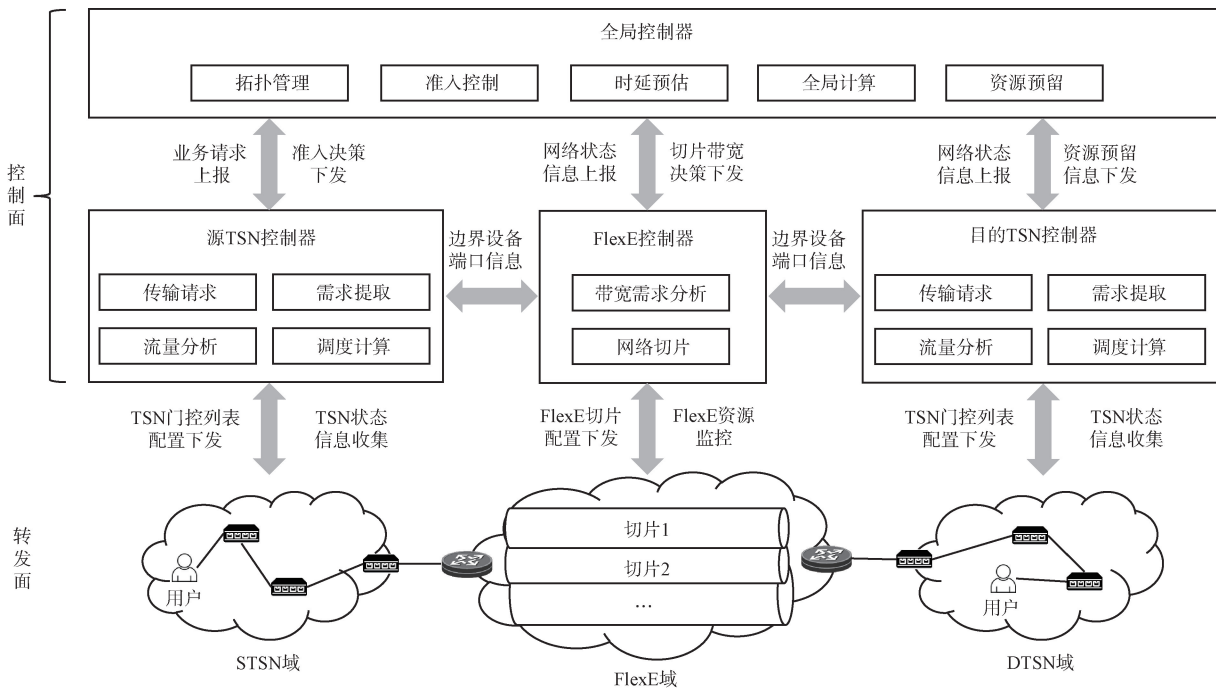 全局控制器
拓扑管理
准入控制
时延预估
全局计算
资源预留
控制面
业务请求
上报
准入决策
下发
网络状态
信息上报
切片带宽
决策下发
网络状态
信息上报
资源预留
信息下发
源TSN控制器
传输请求
需求提取
流量分析
调度计算
边界设备
端口信息
FlexE控制器
带宽需求分析
网络切片
边界设备
端口信息
目的TSN控制器
传输请求
需求提取
流量分析
调度计算
TSN门控列表
配置下发
TSN状态
信息收集
FlexE切片
配置下发
FlexE资源
监控
TSN门控列表
配置下发
TSN状态
信息收集
转发面
用户
切片1
切片2
...
用户
STSN域
FlexE域
DTSN域